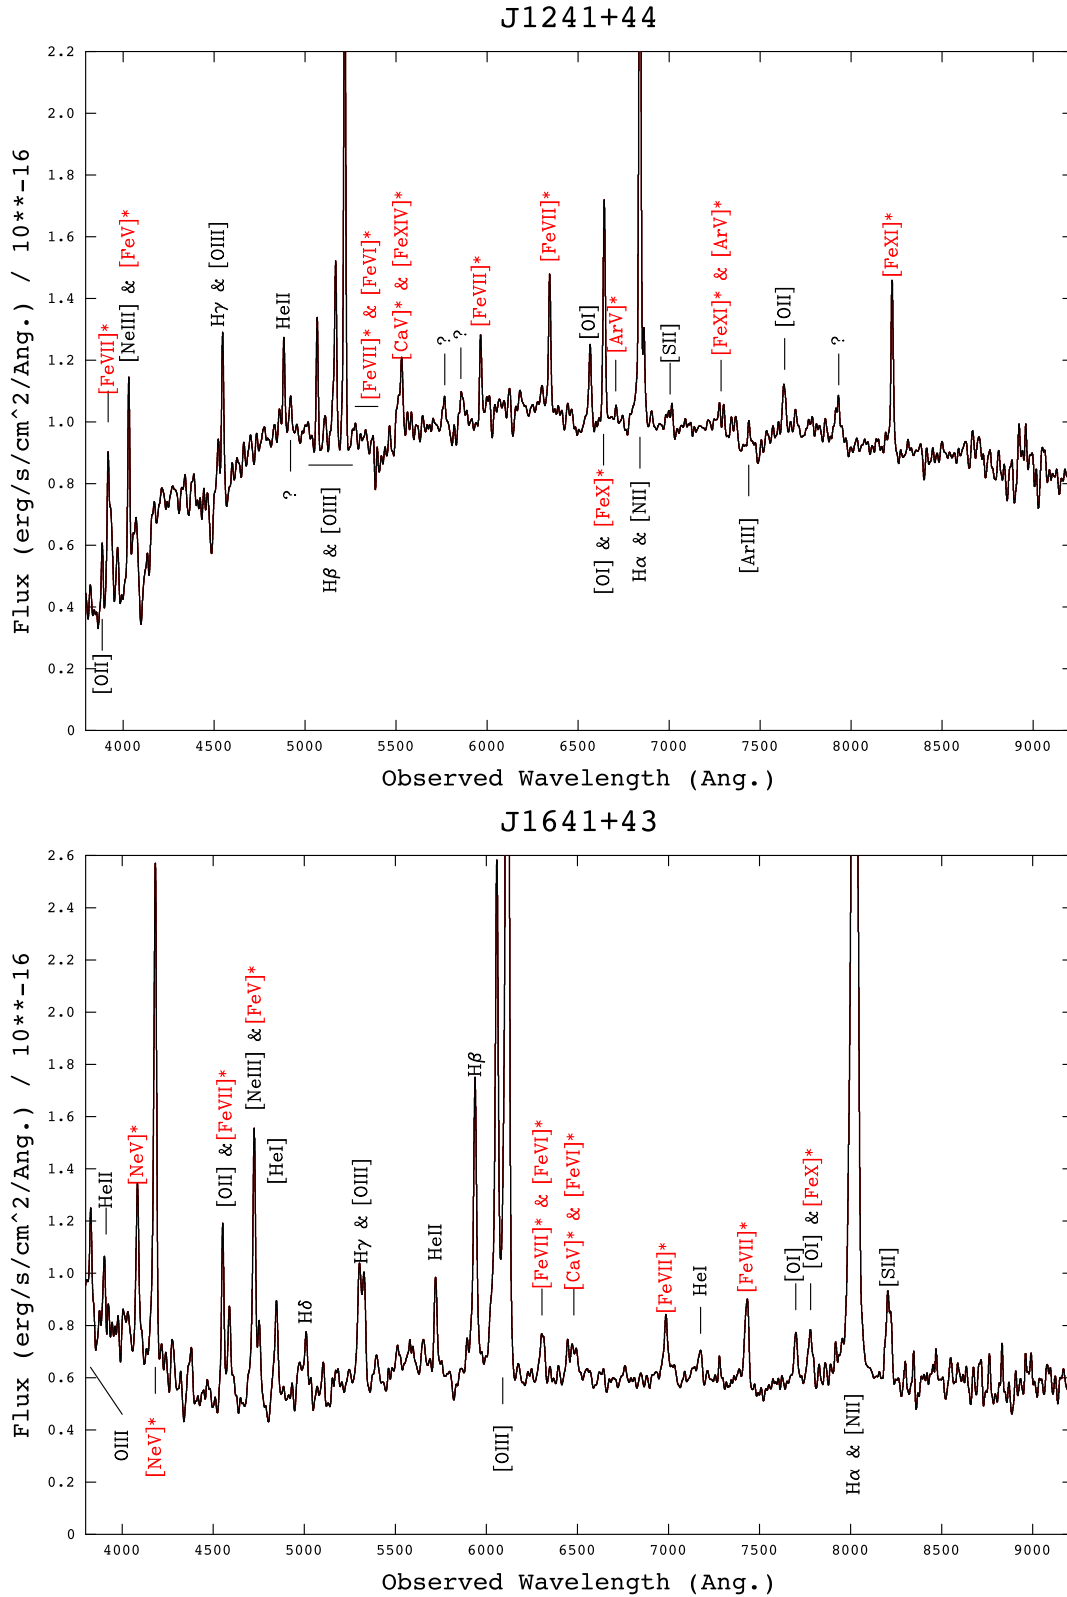 J1241+44
Flux (erg/s/cm^2/Ang.) / 10**-16
2.2
2.0
1.8
1.6
1.4
1.2
1.0
0.8
0.6
0.4
0.2
0
[OII]
[FeVII]*
[NeIII] & [FeV]*
Hγ & [OIII]
HeII
?
Hβ & [OIII]
[FeVII]* & [FeVI]*
[CaV]* & [FeXIV]*
?
?
[FeVII]*
[FeVII]*
[OI]
[OI] & [FeX]*
[ArV]*
Hα & [NII]
[SII]
[FeXI]* & [ArV]*
[ArIII]
[OII]
?
[FeXI]*
4000 4500 5000 5500 6000 6500 7000 7500 8000 8500 9000
Observed Wavelength (Ang.)
J1641+43
Flux (erg/s/cm^2/Ang.) / 10**-16
2.6
2.4
2.2
2.0
1.8
1.6
1.4
1.2
1.0
0.8
0.6
0.4
0.2
0
OIII
HeII
[NeV]*
[NeV]*
[OII] & [FeVII]*
[NeIII] & [FeV]*
[HeI]
Hδ
Hγ & [OIII]
HeII
Hβ
[OIII]
[FeVII]* & [FeVI]*
[CaV]* & [FeVI]*
[FeVII]*
HeI
[FeVII]*
[OI]
[OI] & [FeX]*
Hα & [NII]
[SII]
4000 4500 5000 5500 6000 6500 7000 7500 8000 8500 9000
Observed Wavelength (Ang.)